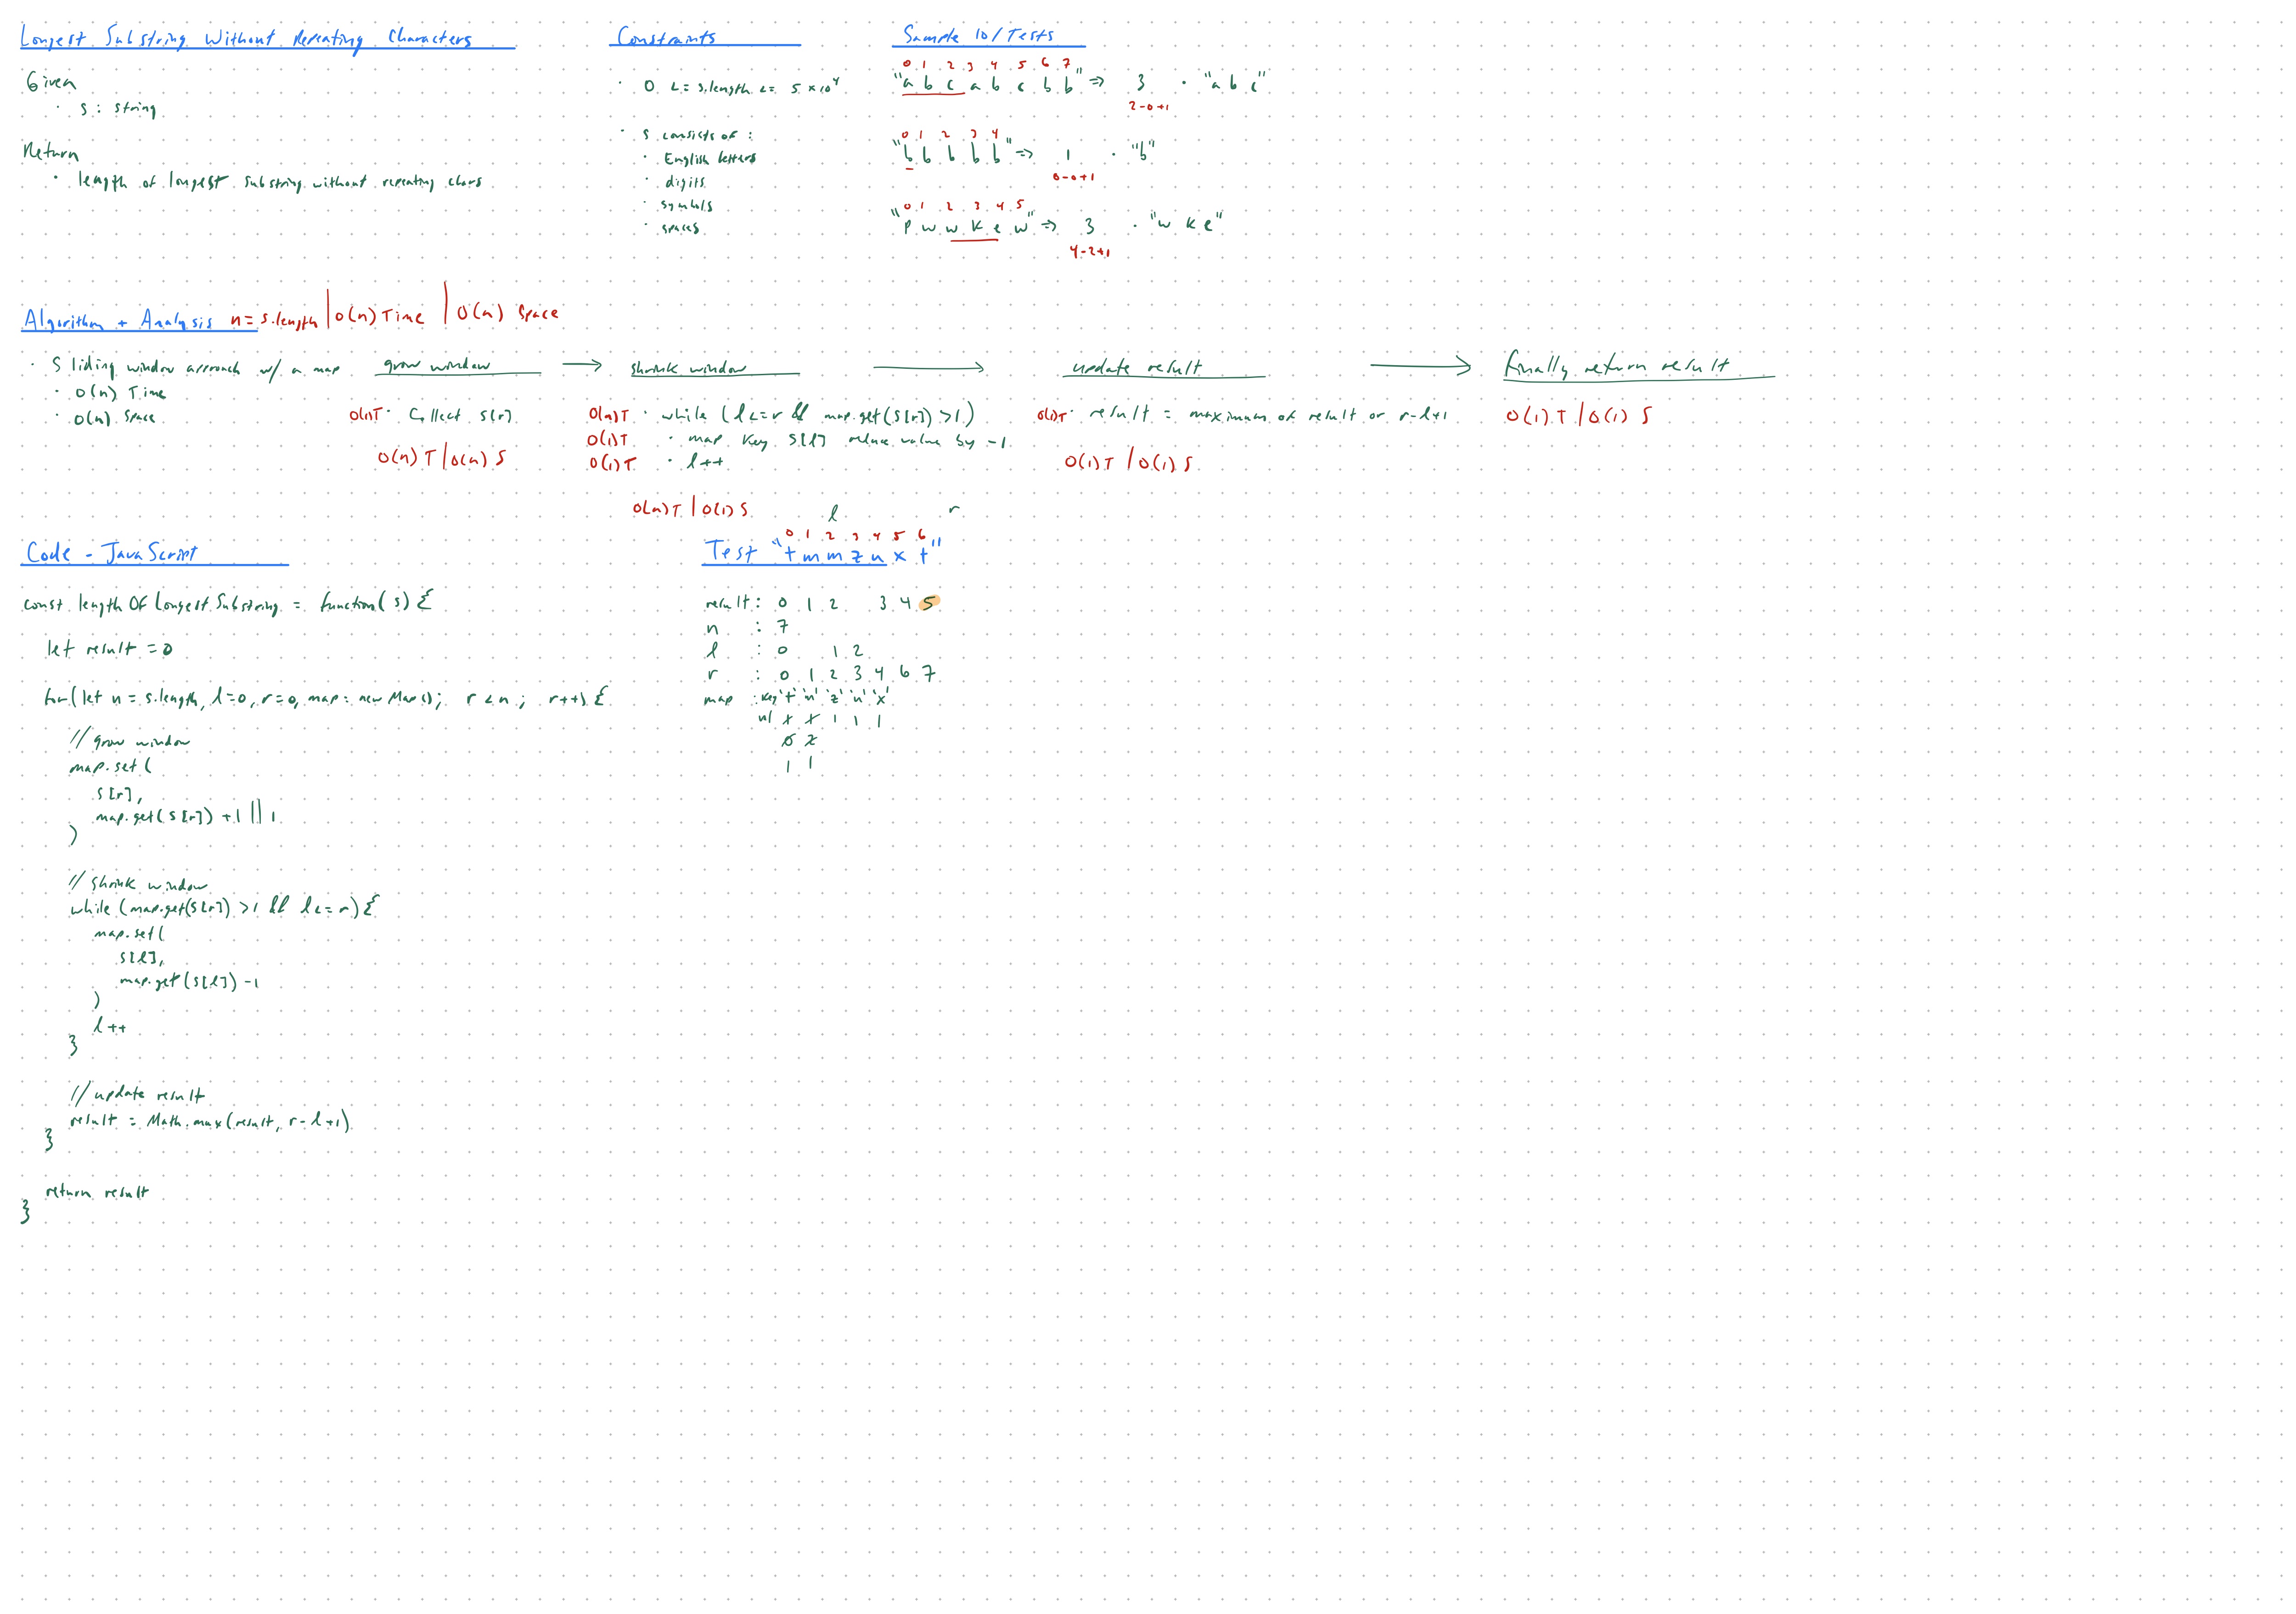 Longest Substring Without Repeating Characters
Given
· s : string
Return
· length of longest substring without repeating chars
Constraints
· 0 <= s.length <= 5 × 10⁴
· s consists of :
· English letters
· digits
· symbols
· spaces
Sample IO/Tests
0 1 2 3 4 5 6 7
"a b c a b c b b" => 3 · "a b c"
2-0+1
0 1 2 3 4
"b b b b b" => 1 · "b"
0-0+1
0 1 2 3 4 5
"p w w k e w" => 3 · "w k e"
4-2+1
Algorithm + Analysis n = s.length | O(n) Time | O(n) Space
· Sliding window approach w/ a map
· O(n) Time
· O(n) Space
grow window →
O(1)T · Collect s[r]
O(n) T | O(n) S
shrink window →
O(n)T · while (l <= r && map.get(s[r]) > 1)
O(1)T · map key s[l] reduce value by -1
O(1)T · l++
O(n)T | O(1) S
update result →
O(1)T · result = maximum of result or r-l+1
O(1) T | O(1) S
finally return result
O(1) T | O(1) S
Code - JavaScript
const lengthOfLongestSubstring = function(s) {
let result = 0
for(let n = s.length, l=0, r=0, map = new Map(); r < n ; r++) {
// grow window
map.set(
s[r],
map.get(s[r]) +1 || 1
)
// shrink window
while (map.get(s[r]) >1 && l <= r) {
map.set(
s[l],
map.get(s[l]) -1
)
l++
}
// update result
result = Math.max(result, r-l+1)
}
return result
}
l r
0 1 2 3 4 5 6
Test "t m m z u x t"
result : 0 1 2 3 4 5
n : 7
l : 0 1 2
r : 0 1 2 3 4 6 7
map : key 't' 'm' 'z' 'u' 'x'
1 1 1 1 1
0 2
1 1